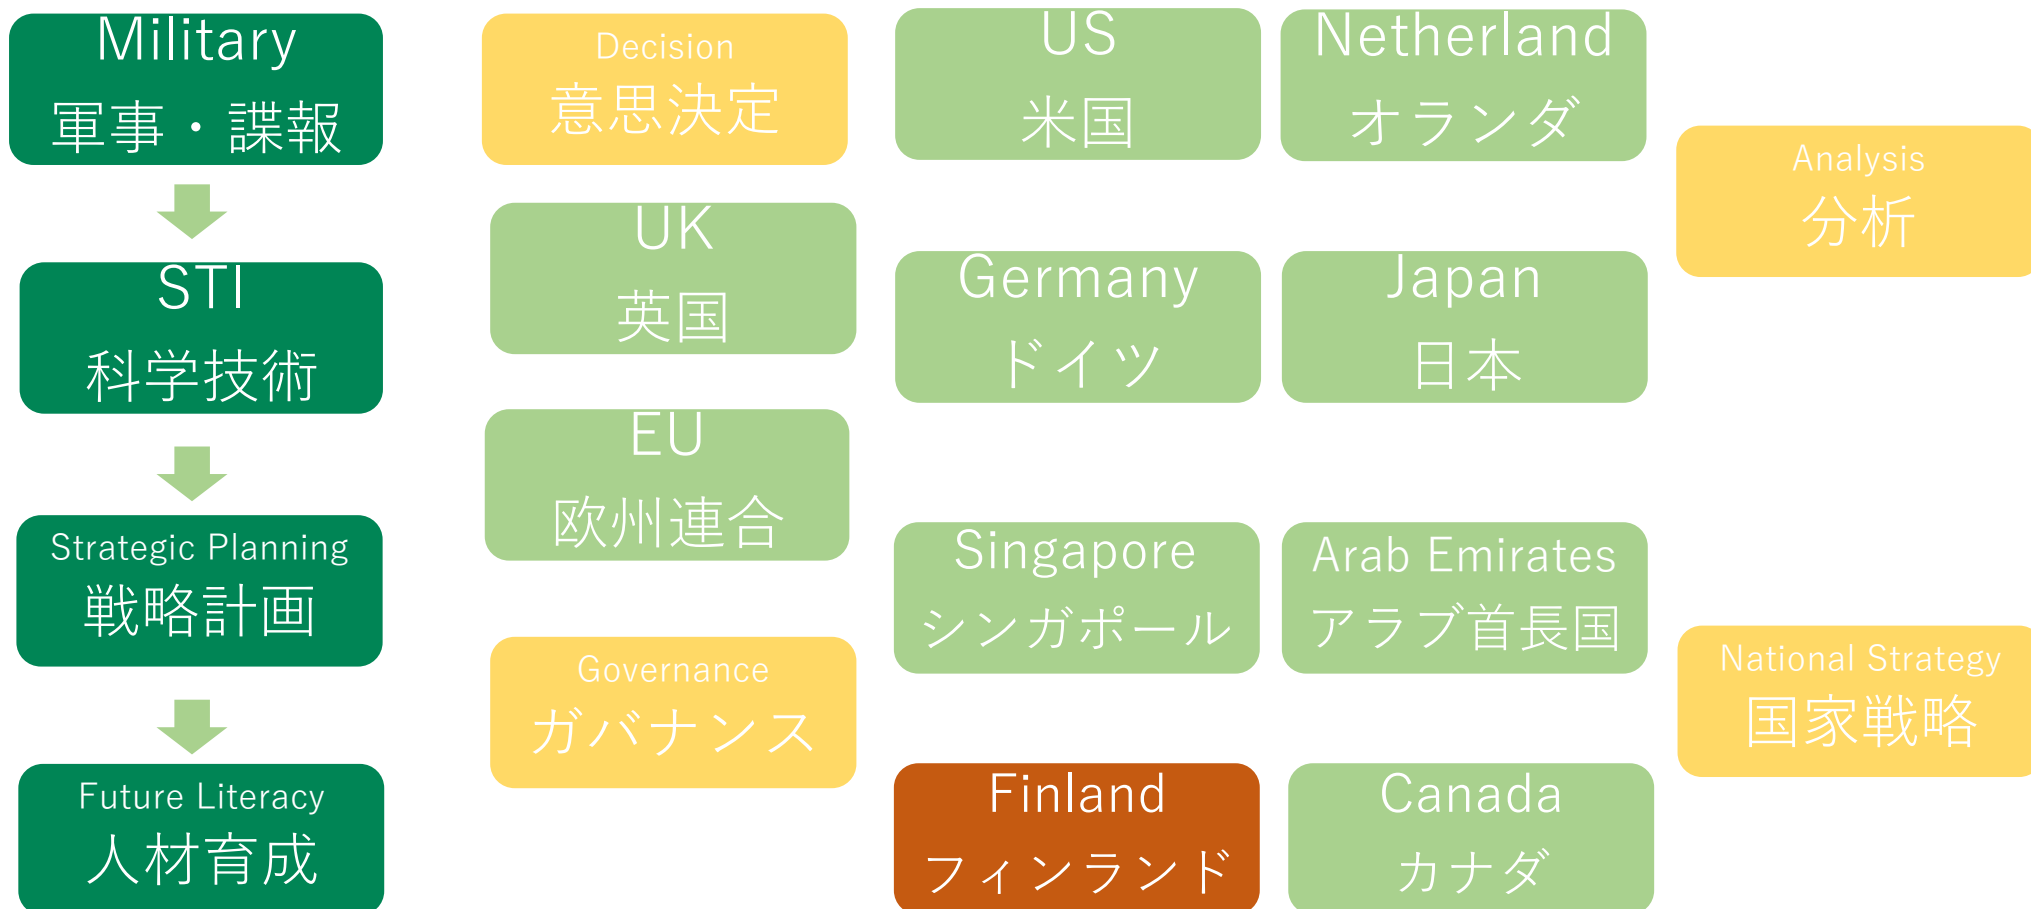 Military
軍事・諜報
STI
科学技術
Strategic Planning
戦略計画
Future Literacy
人材育成
Decision
意思決定
UK
英国
EU
欧州連合
Governance
ガバナンス
US
米国
Netherland
オランダ
Germany
ドイツ
Japan
日本
Singapore
シンガポール
Arab Emirates
アラブ首長国
Finland
フィンランド
Canada
カナダ
Analysis
分析
National Strategy
国家戦略